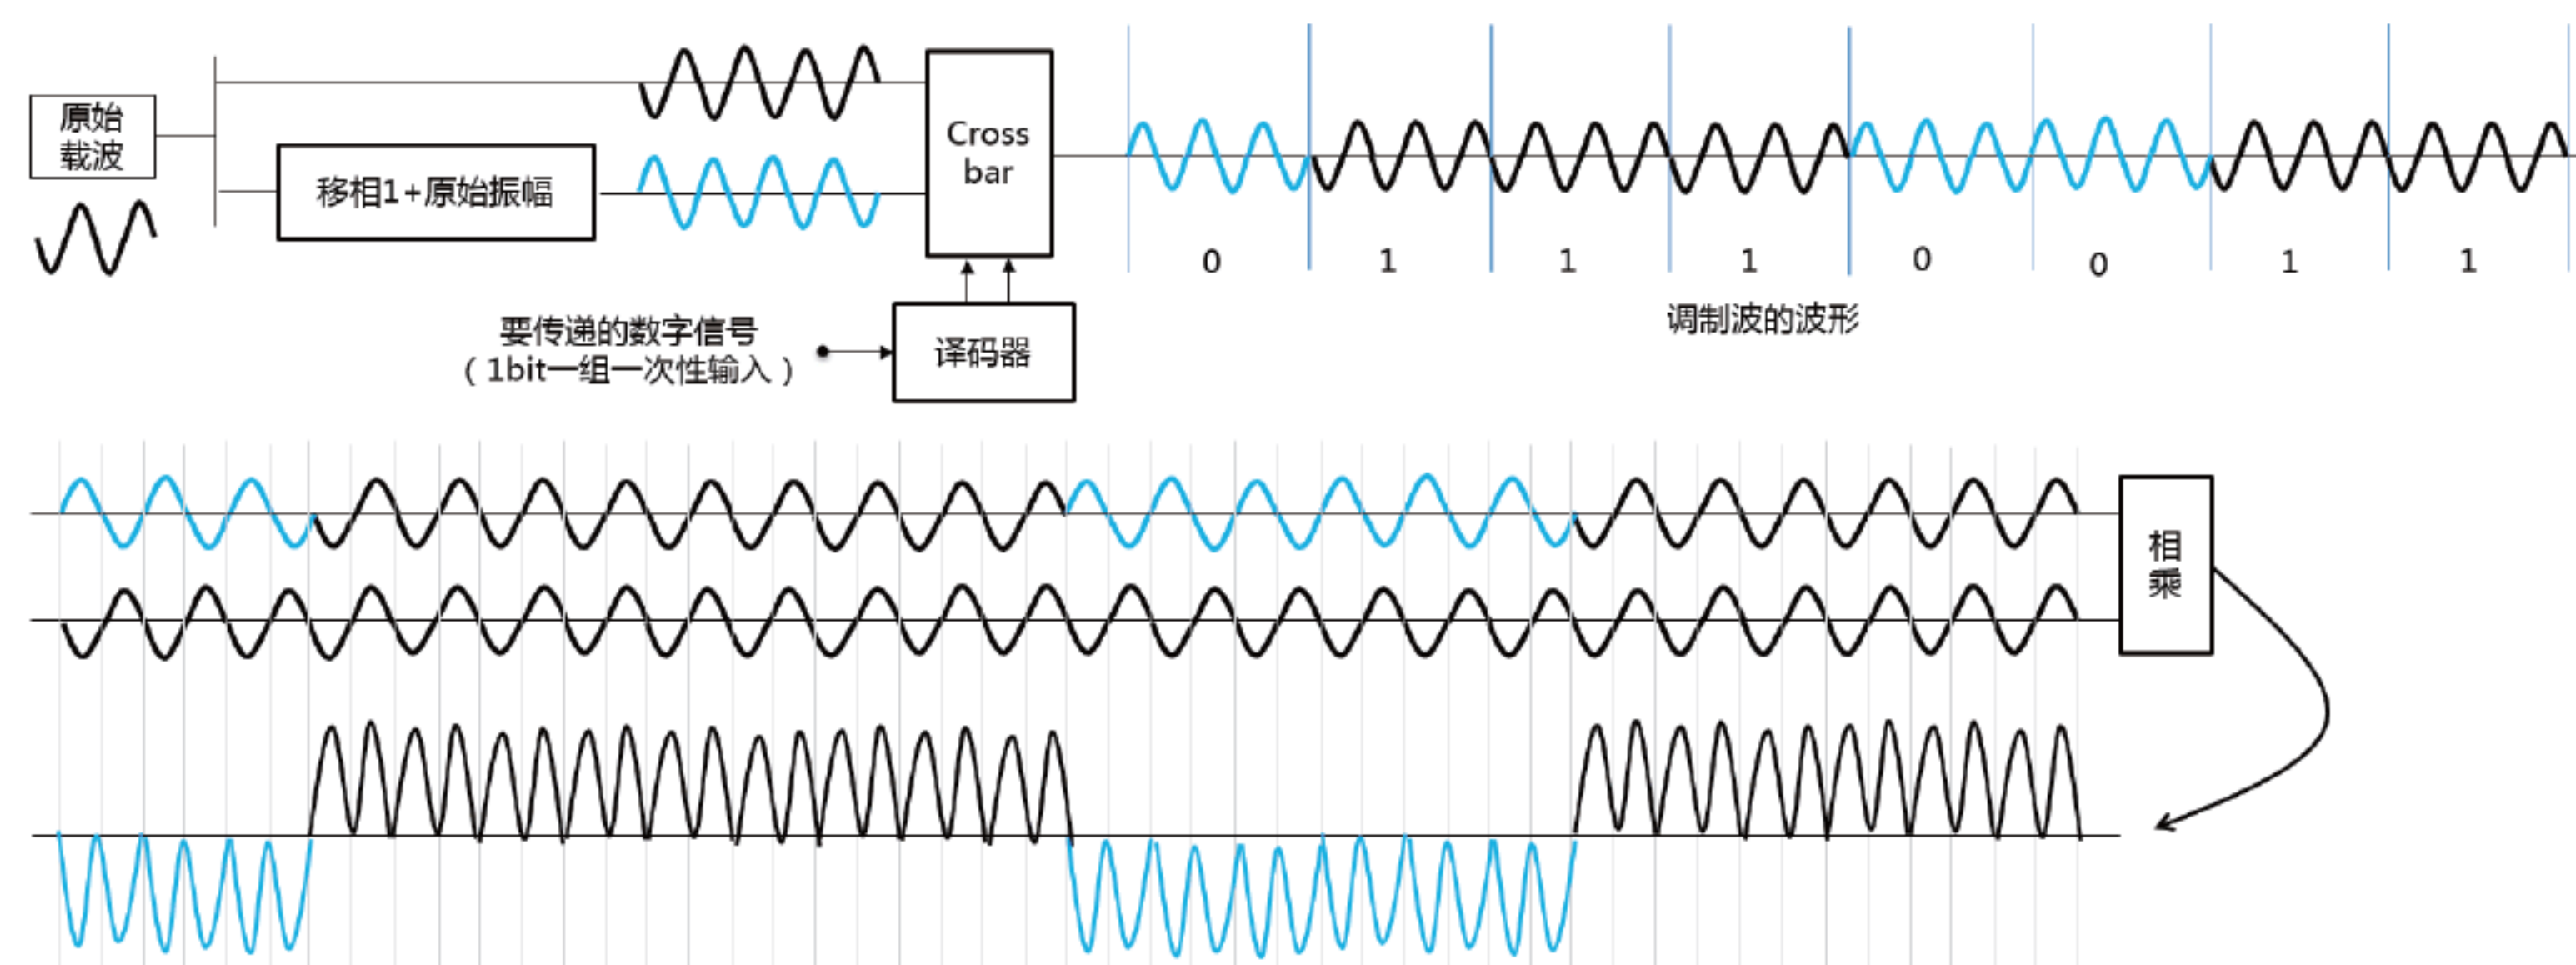 原始
载波
移相1+原始振幅
Cross
bar
要传递的数字信号
（1bit一组一次性输入）
译码器
0 1 1 1 0 0 1 1
调制波的波形
相
乘